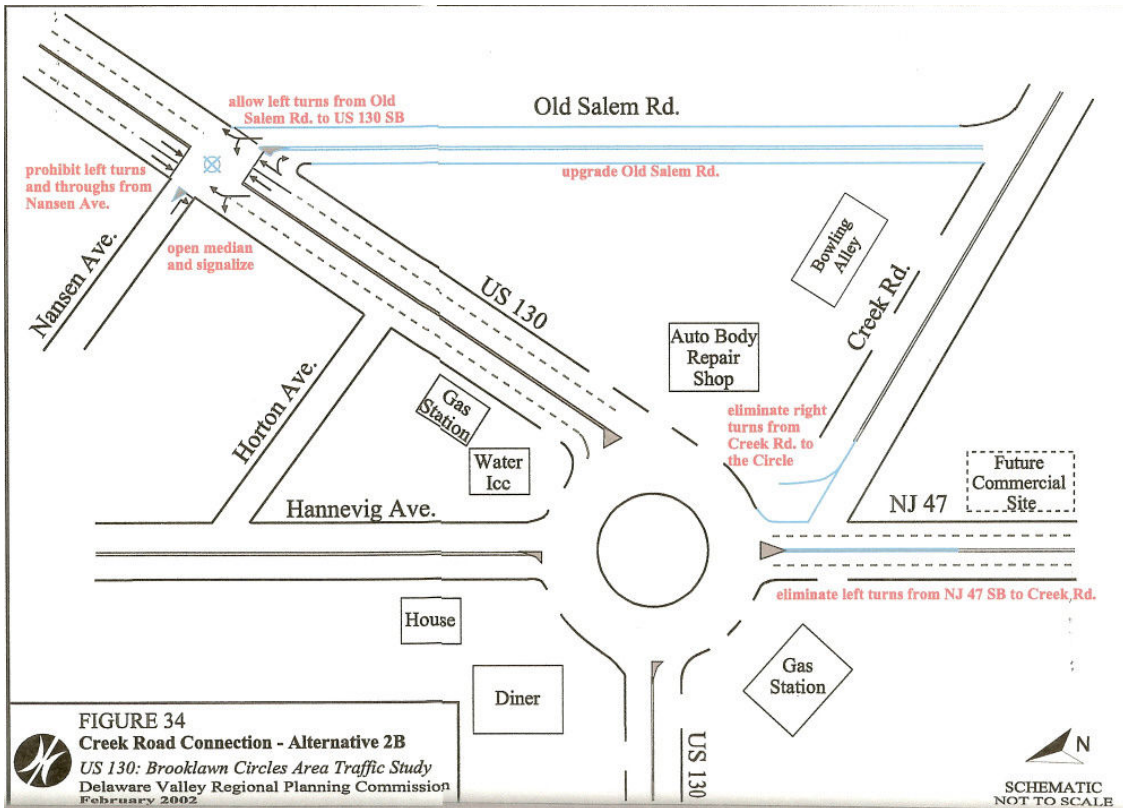 allow left turns from Old
Salem Rd. to US 130 SB
Old Salem Rd.
prohibit left turns
and throughs from
Nansen Ave.
upgrade Old Salem Rd.
open median
and signalize
Nansen Ave.
US 130
Bowling
Alley
Creek Rd.
Auto Body
Repair
Shop
Horton Ave.
Gas
Station
eliminate right
turns from
Creek Rd. to
the Circle
Water
Icc
Future
Commercial
Site
Hannevig Ave.
NJ 47
eliminate left turns from NJ 47 SB to Creek Rd.
House
Diner
Gas
Station
US 130
FIGURE 34
Creek Road Connection - Alternative 2B
US 130: Brooklawn Circles Area Traffic Study
Delaware Valley Regional Planning Commission
February 2002
N
SCHEMATIC
NOT TO SCALE